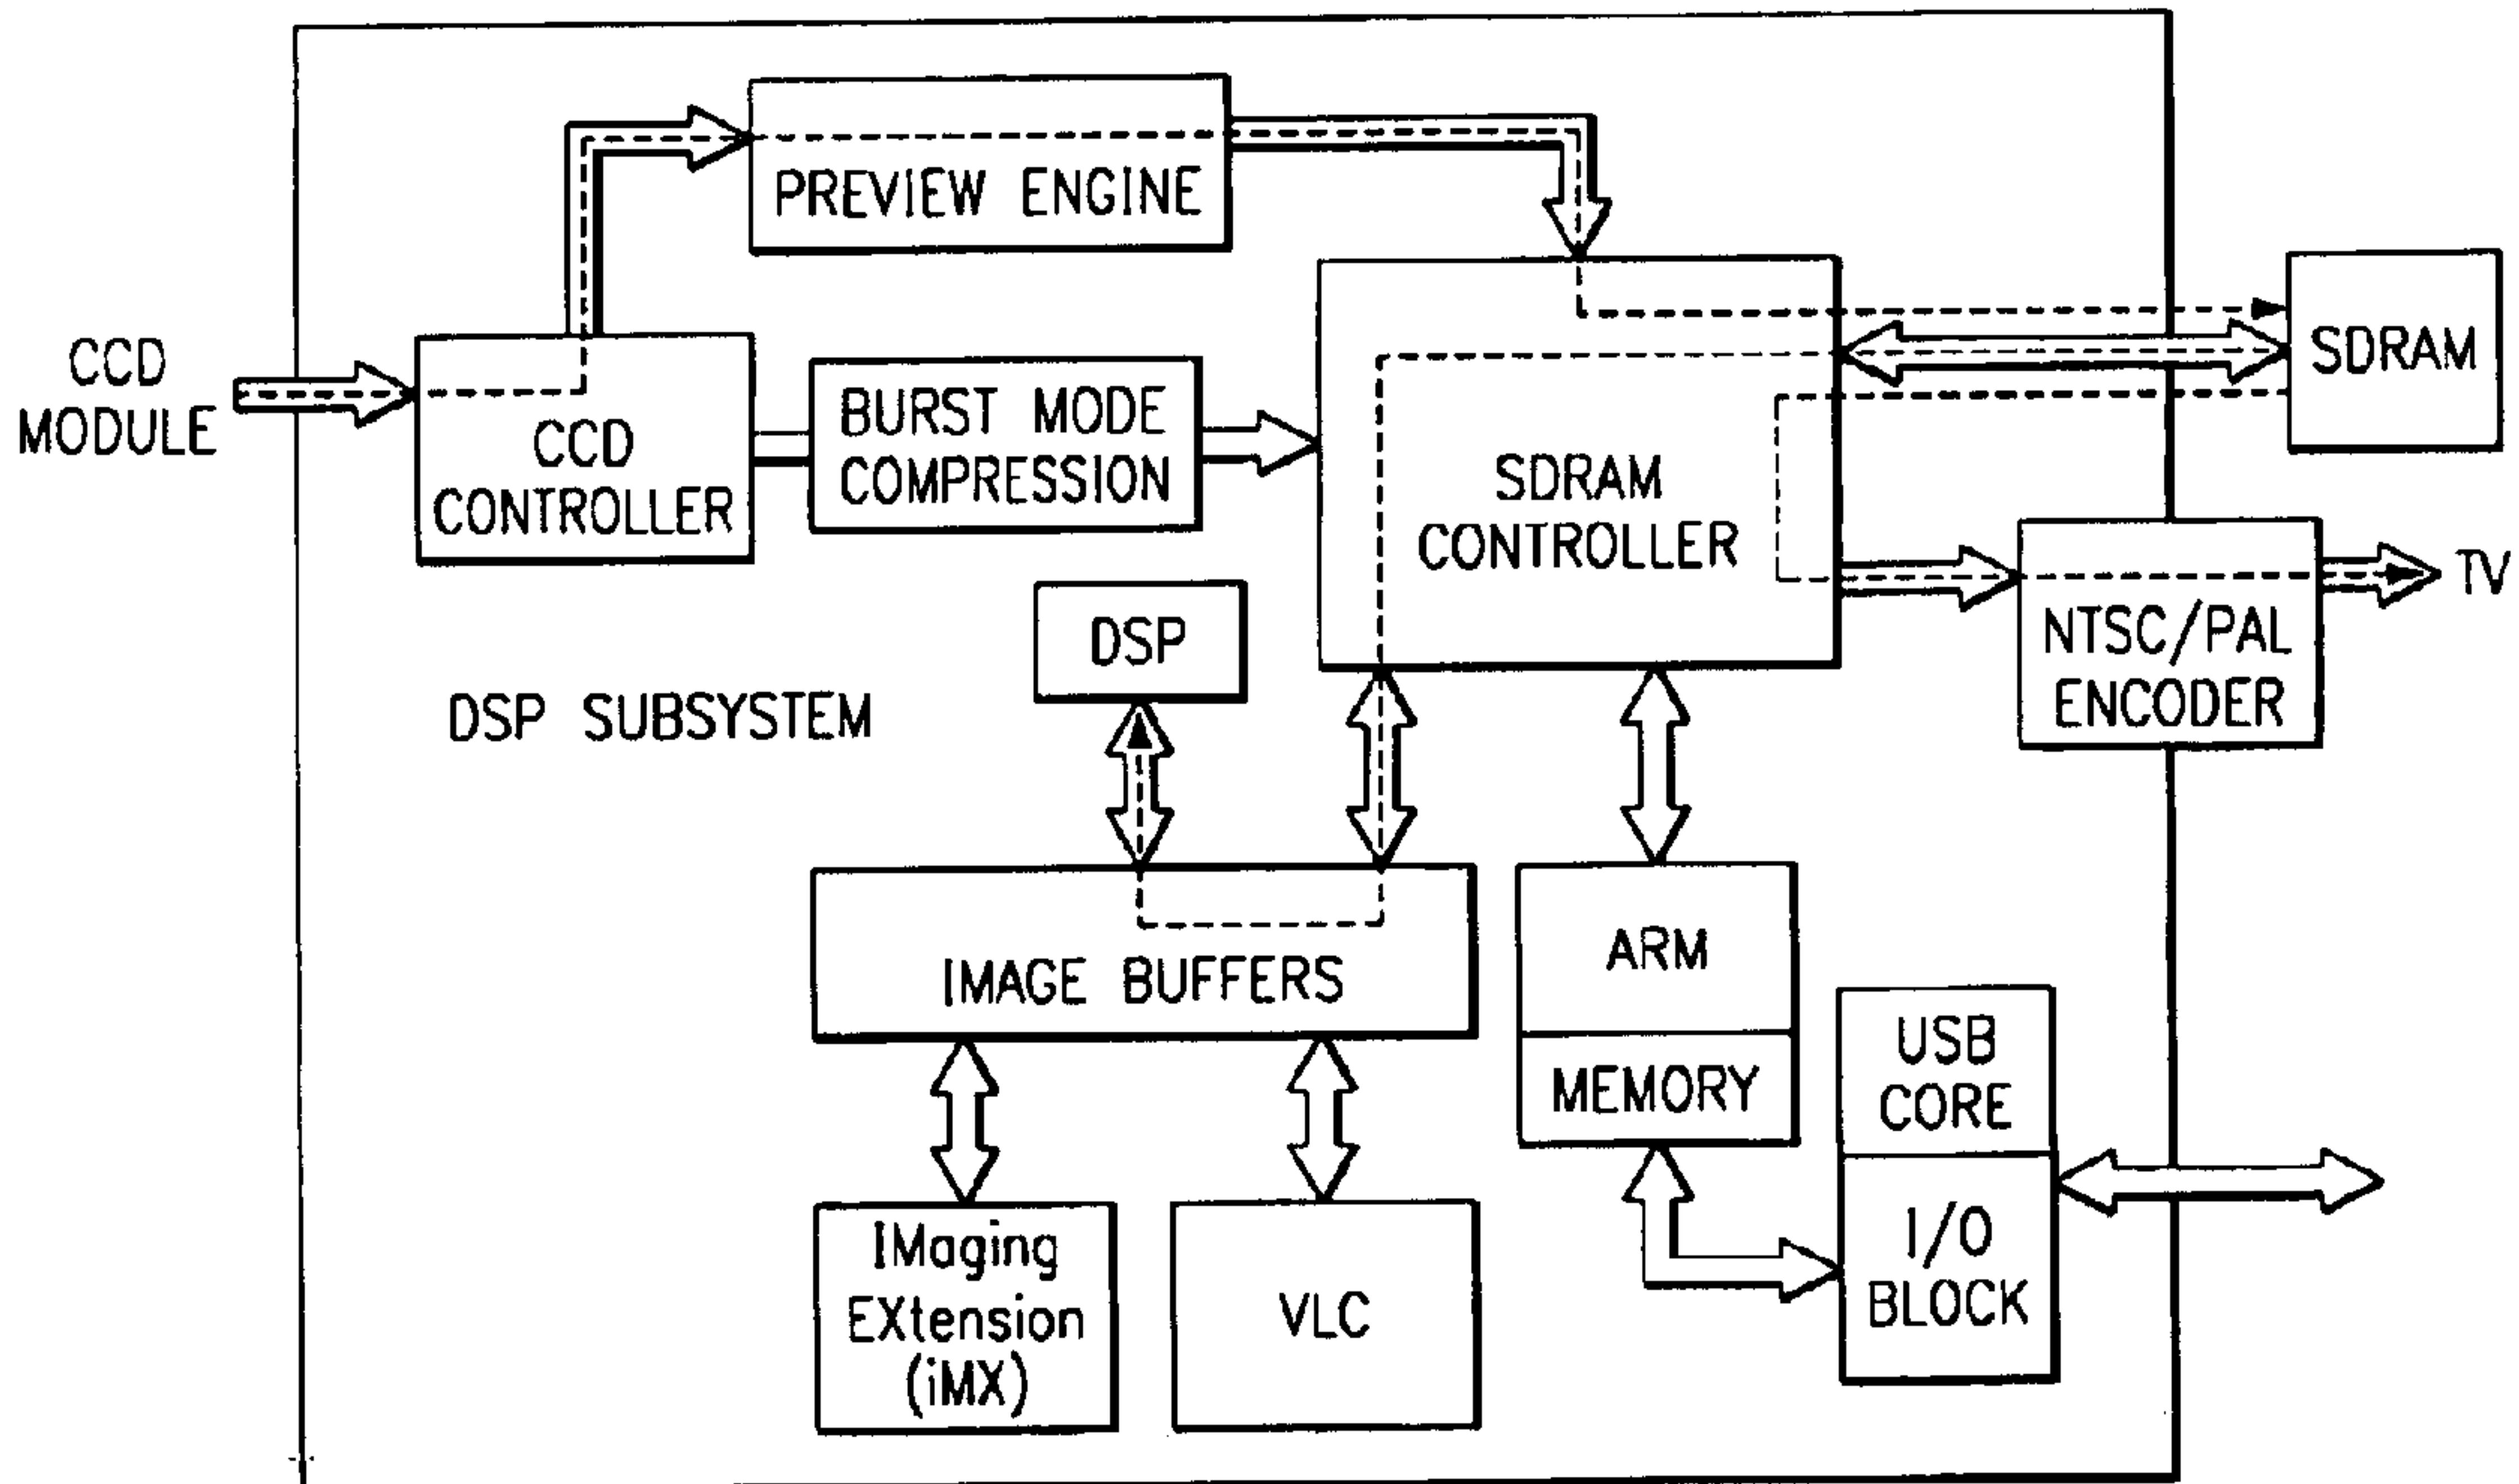 PREVIEW ENGINE
CCD
MODULE
CCD
CONTROLLER
BURST MODE
COMPRESSION
SDRAM
CONTROLLER
SDRAM
NTSC/PAL
ENCODER
TV
DSP
DSP SUBSYSTEM
IMAGE BUFFERS
ARM
MEMORY
USB
CORE
I/O
BLOCK
IMaging
EXtension
(iMX)
VLC